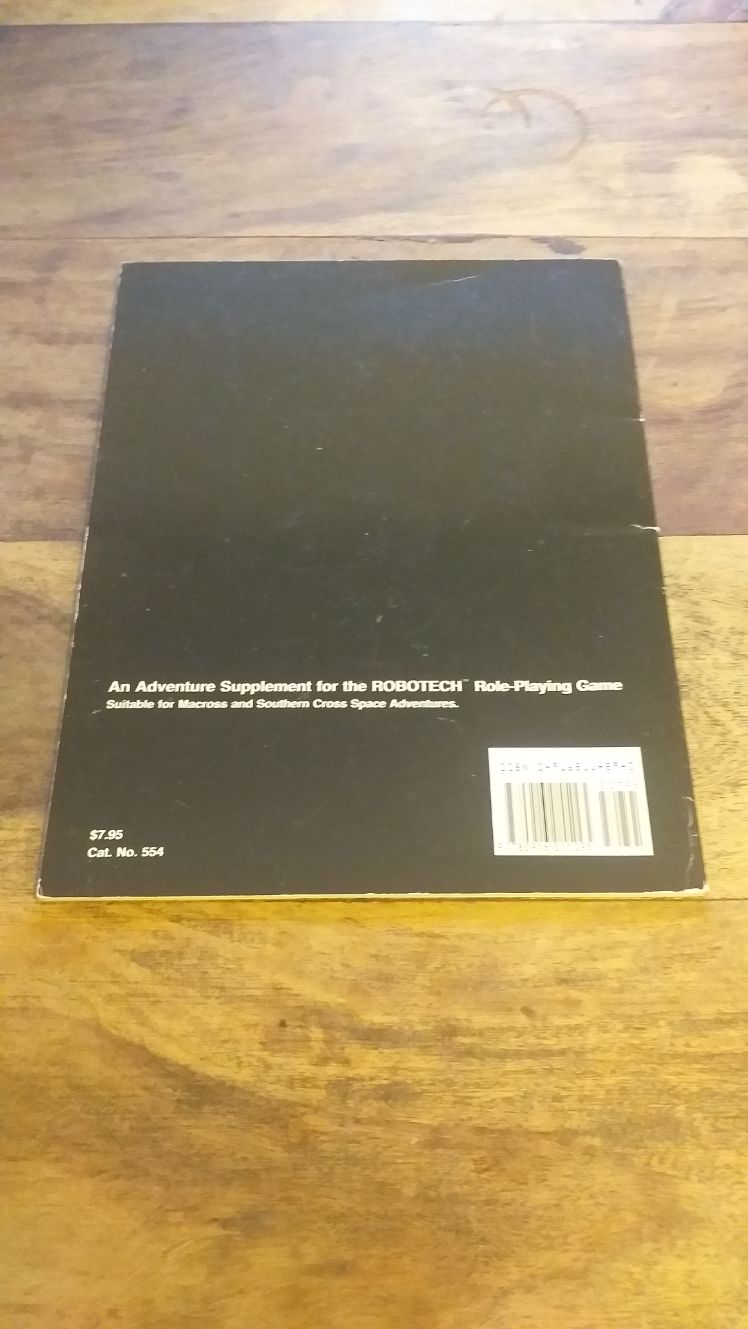 An Adventure Supplement for the ROBOTECH™ Role-Playing Game
Suitable for Macross and Southern Cross Space Adventures.
$7.95
Cat. No. 554